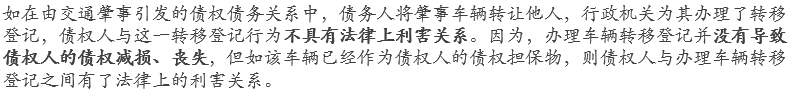 如在由交通肇事引发的债权债务关系中，债务人将肇事车辆转让他人，行政机关为其办理了转移
登记，债权人与这一转移登记行为不具有法律上利害关系。因为，办理车辆转移登记并没有导致
债权人的债权减损、丧失，但如该车辆已经作为债权人的债权担保物，则债权人与办理车辆转移
登记之间有了法律上的利害关系。